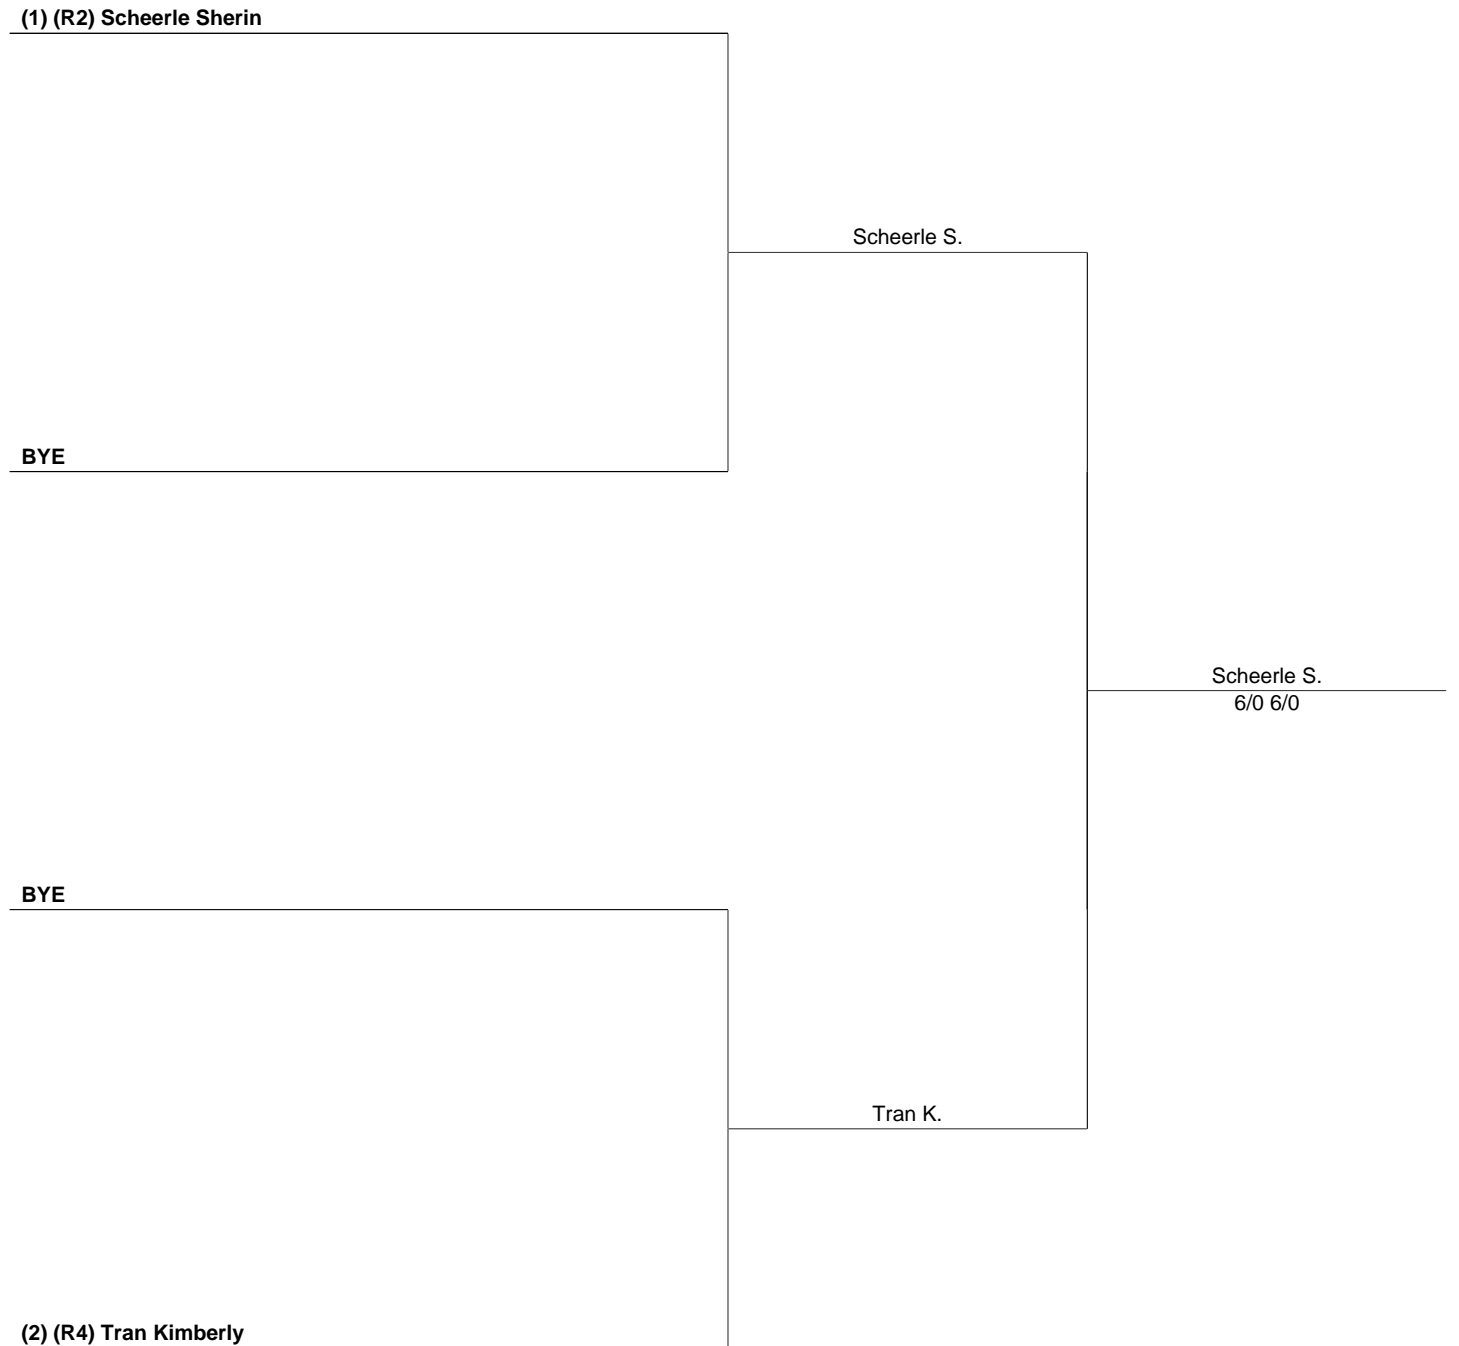 (1) (R2) Scheerle Sherin
Scheerle S.
BYE
Scheerle S.
6/0 6/0
BYE
Tran K.
(2) (R4) Tran Kimberly